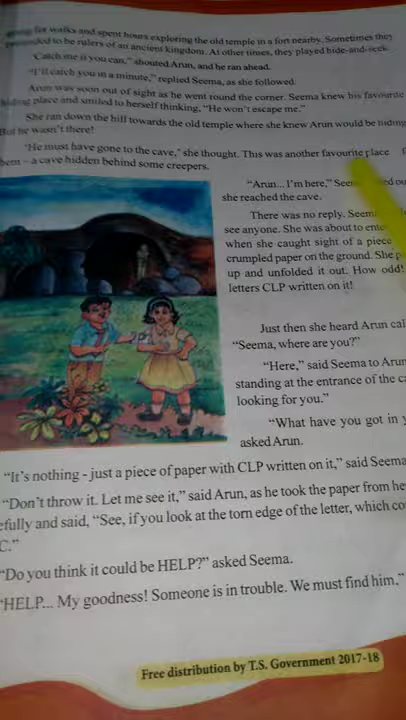 for walks and spent hours exploring the old temple in a fort nearby. Sometimes they
to be rulers of an ancient kingdom. At other times, they played hide-and-seek.
"Catch me if you can," shouted Arun, and he ran ahead.
"I'll catch you in a minute," replied Seema, as she followed.
Arun was soon out of sight as he went round the corner. Seema knew his favourite
hiding place and smiled to herself thinking, "He won't escape me."
She ran down the hill towards the old temple where she knew Arun would be hiding
But he wasn't there!
"He must have gone to the cave," she thought. This was another favourite place
hem – a cave hidden behind some creepers.
"Arun... I'm here," ou
she reached the cave.
There was no reply. Seem
see anyone. She was about to ente
when she caught sight of a piece
crumpled paper on the ground. She p
up and unfolded it out. How odd!
letters CLP written on it!
Just then she heard Arun cal
"Seema, where are you?"
"Here," said Seema to Arun
standing at the entrance of the ca
looking for you."
"What have you got in y
asked Arun.
"It's nothing - just a piece of paper with CLP written on it," said Seema
"Don't throw it. Let me see it," said Arun, as he took the paper from he
efully and said, "See, if you look at the torn edge of the letter, which co
C."
"Do you think it could be HELP?" asked Seema.
"HELP... My goodness! Someone is in trouble. We must find him."
Free distribution by T.S. Government 2017-18